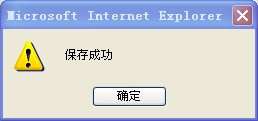 Microsoft Internet Explorer
保存成功
确定